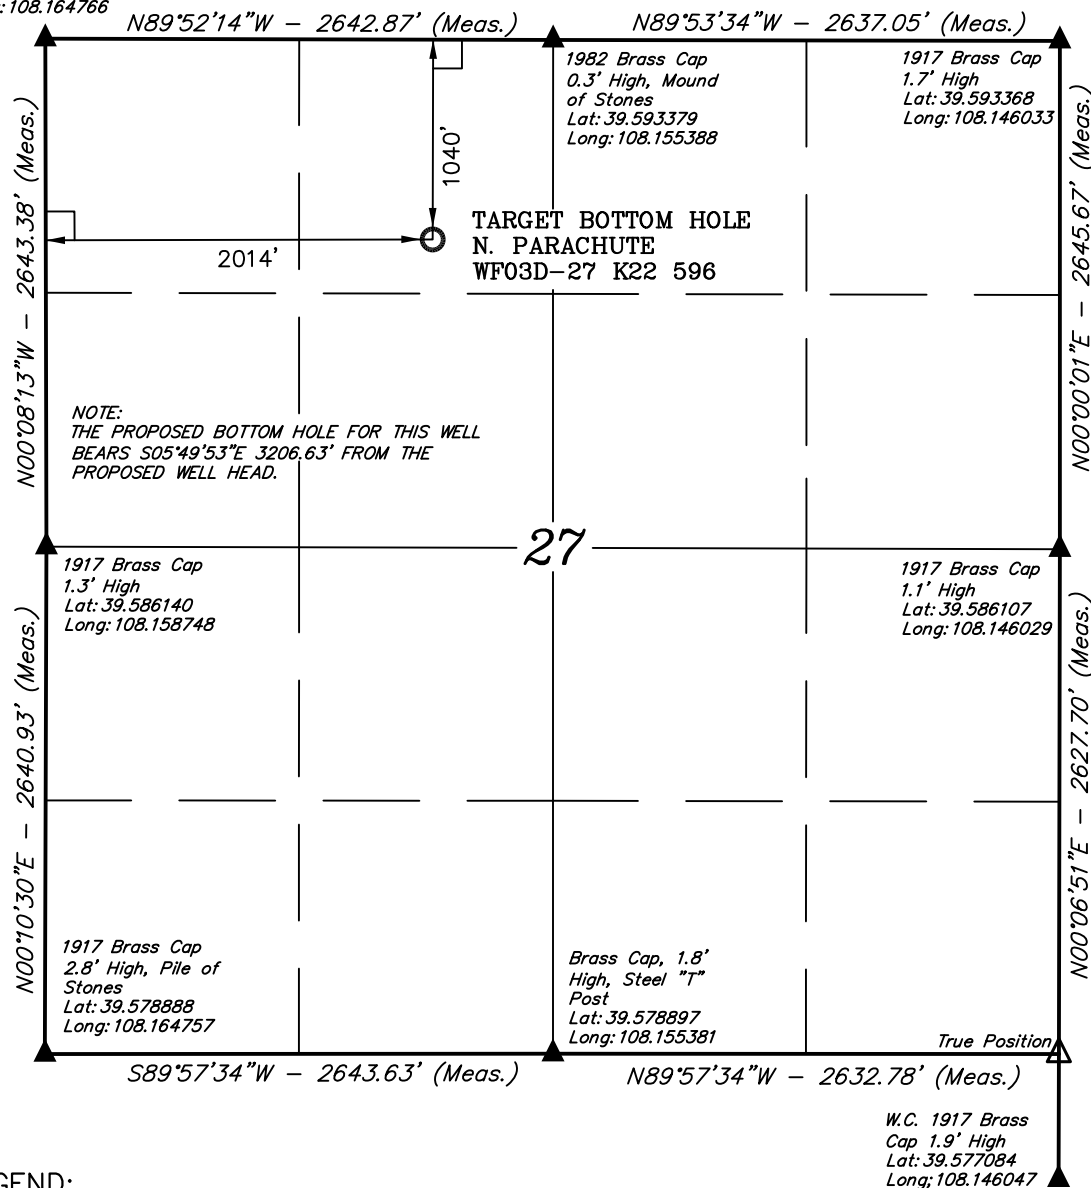 :108.164766
N89°52'14"W – 2642.87' (Meas.)
N89°53'34"W – 2637.05' (Meas.)
1982 Brass Cap
0.3' High, Mound
of Stones
Lat: 39.593379
Long: 108.155388
1917 Brass Cap
1.7' High
Lat: 39.593368
Long: 108.146033
N00°08'13"W – 2643.38' (Meas.)
1040'
2014'
TARGET BOTTOM HOLE
N. PARACHUTE
WF03D-27 K22 596
N00°00'01"E – 2645.67' (Meas.)
NOTE:
THE PROPOSED BOTTOM HOLE FOR THIS WELL
BEARS S05°49'53"E 3206.63' FROM THE
PROPOSED WELL HEAD.
27
1917 Brass Cap
1.3' High
Lat: 39.586140
Long: 108.158748
1917 Brass Cap
1.1' High
Lat: 39.586107
Long: 108.146029
N00°10'30"E – 2640.93' (Meas.)
N00°06'51"E – 2627.70' (Meas.)
1917 Brass Cap
2.8' High, Pile of
Stones
Lat: 39.578888
Long: 108.164757
Brass Cap, 1.8'
High, Steel "T"
Post
Lat: 39.578897
Long: 108.155381
True Position
S89°57'34"W – 2643.63' (Meas.)
N89°57'34"W – 2632.78' (Meas.)
W.C. 1917 Brass
Cap 1.9' High
Lat: 39.577084
Long: 108.146047
GEND: